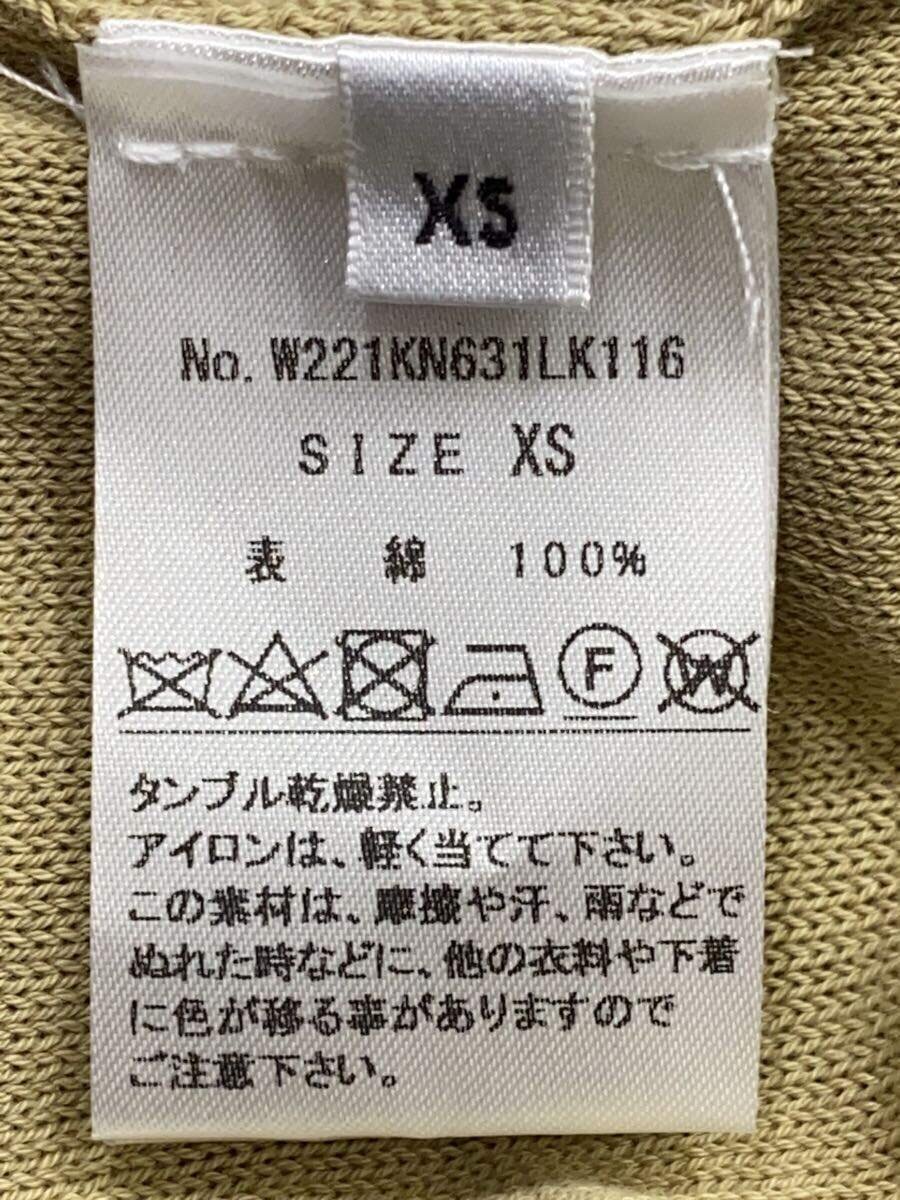 XS
No. W221KN631LK116
SIZE XS
表 綿 100%
F W
タンブル乾燥禁止。
アイロンは、軽く当てて下さい。
この素材は、摩擦や汗、雨などで
ぬれた時などに、他の衣料や下着
に色が移る事がありますので
ご注意下さい。